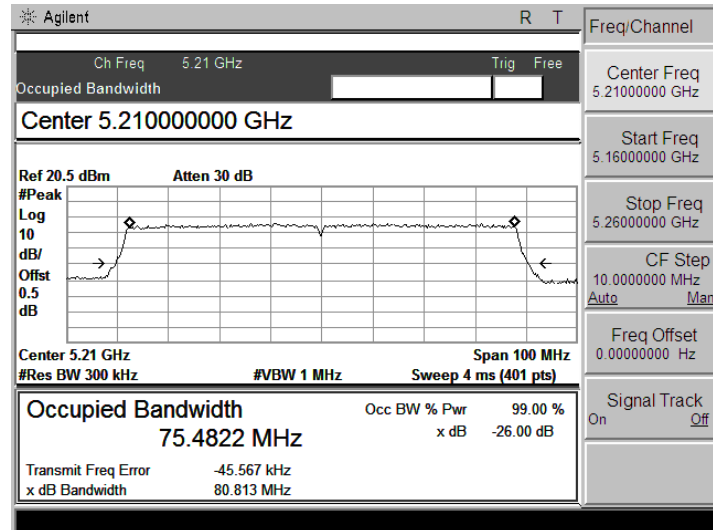 Agilent R T
Ch Freq 5.21 GHz Trig Free
Occupied Bandwidth
Center 5.210000000 GHz
Ref 20.5 dBm Atten 30 dB
#Peak
Log
10
dB/
Offst
0.5
dB
Center 5.21 GHz Span 100 MHz
#Res BW 300 kHz #VBW 1 MHz Sweep 4 ms (401 pts)
Occupied Bandwidth Occ BW % Pwr 99.00 %
75.4822 MHz x dB -26.00 dB
Transmit Freq Error -45.567 kHz
x dB Bandwidth 80.813 MHz
Freq/Channel
Center Freq
5.21000000 GHz
Start Freq
5.16000000 GHz
Stop Freq
5.26000000 GHz
CF Step
10.0000000 MHz
Auto Man
Freq Offset
0.00000000 Hz
Signal Track
On Off